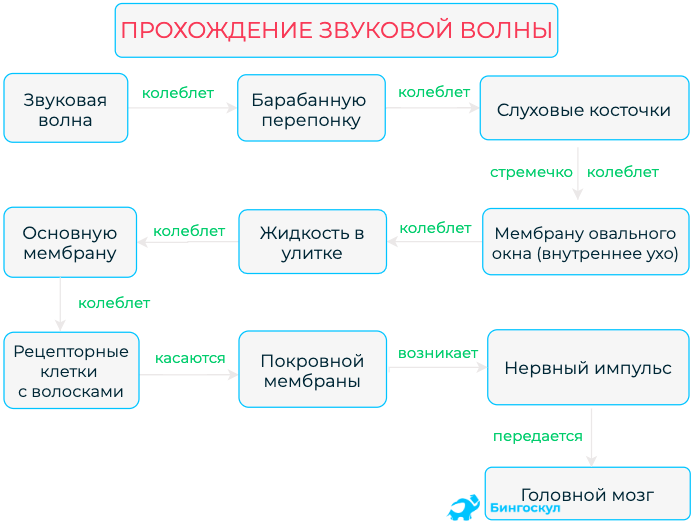 ПРОХОЖДЕНИЕ ЗВУКОВОЙ ВОЛНЫ
Звуковая
волна
колеблет
Барабанную
перепонку
колеблет
Слуховые косточки
стремечко
колеблет
Мембрану овального
окна (внутреннее ухо)
колеблет
Жидкость в
улитке
колеблет
Основную
мембрану
колеблет
Рецепторные
клетки
с волосками
касаются
Покровной
мембраны
возникает
Нервный импульс
передается
Головной мозг
Бингоскул